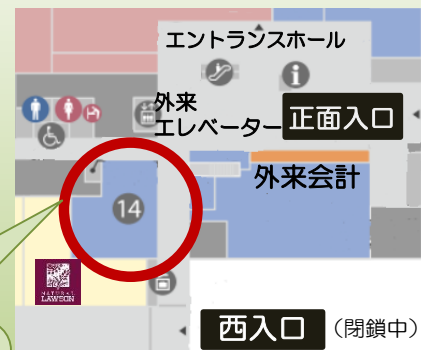 エントランスホール
外来
エレベーター
正面入口
外来会計
14
NATURAL
LAWSON
西入口
（閉鎖中）